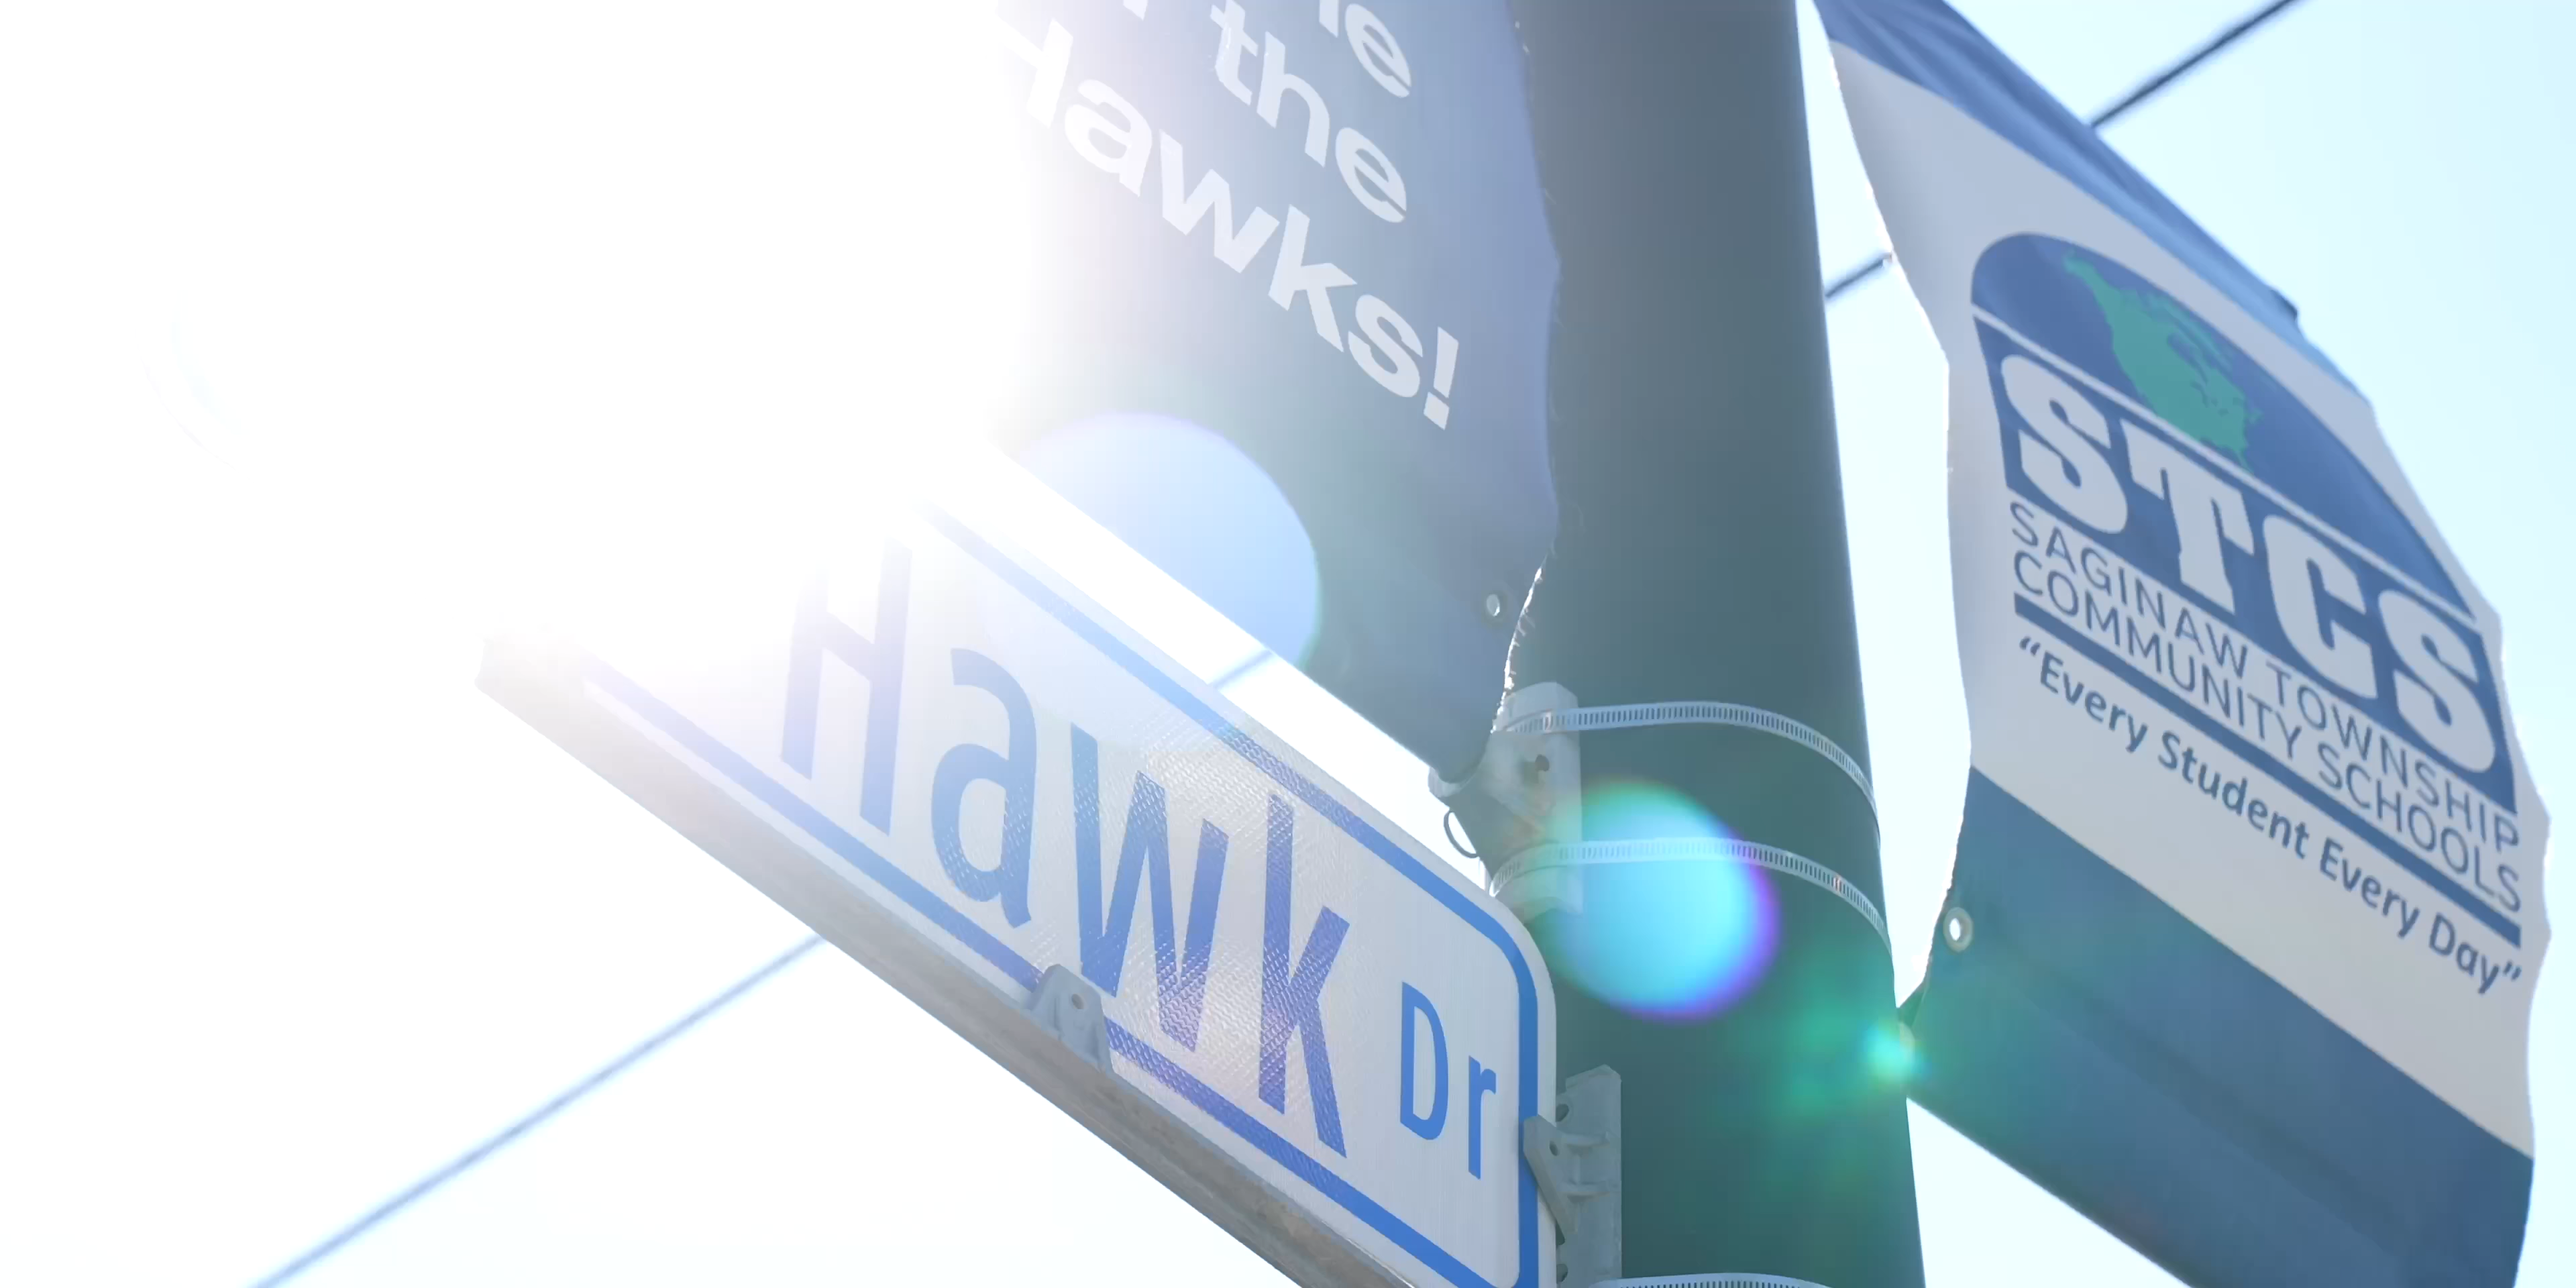 the
Hawks!
Hawk Dr
STCS
SAGINAW TOWNSHIP
COMMUNITY SCHOOLS
“Every Student Every Day”